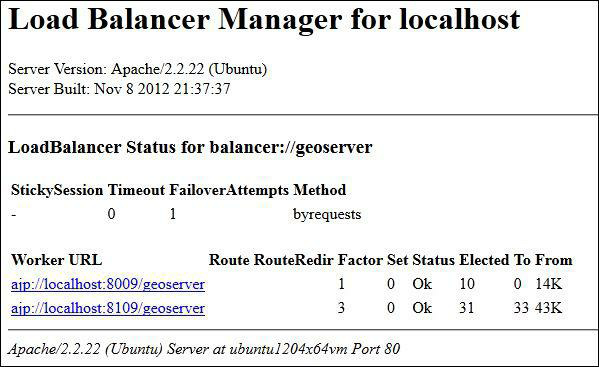 Load Balancer Manager for localhost
Server Version: Apache/2.2.22 (Ubuntu)
Server Built: Nov 8 2012 21:37:37
LoadBalancer Status for balancer://geoserver
StickySession Timeout FailoverAttempts Method
- 0 1 byrequests
Worker URL Route RouteRedir Factor Set Status Elected To From
ajp://localhost:8009/geoserver 1 0 Ok 10 0 14K
ajp://localhost:8109/geoserver 3 0 Ok 31 33 43K
Apache/2.2.22 (Ubuntu) Server at ubuntu1204x64vm Port 80